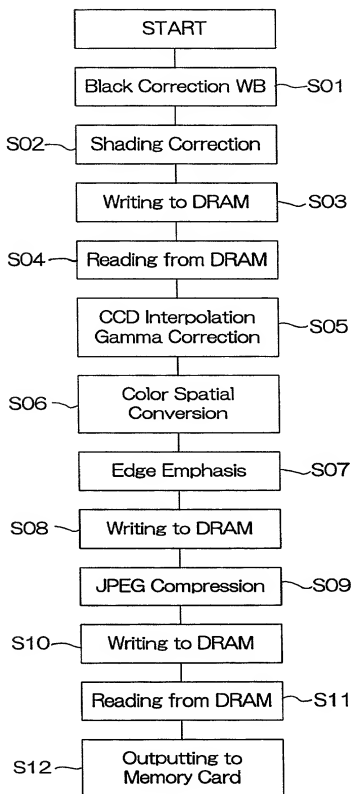 START
Black Correction WB
S01
S02
Shading Correction
Writing to DRAM
S03
S04
Reading from DRAM
CCD Interpolation
Gamma Correction
S05
S06
Color Spatial
Conversion
Edge Emphasis
S07
S08
Writing to DRAM
JPEG Compression
S09
S10
Writing to DRAM
Reading from DRAM
S11
S12
Outputting to
Memory Card